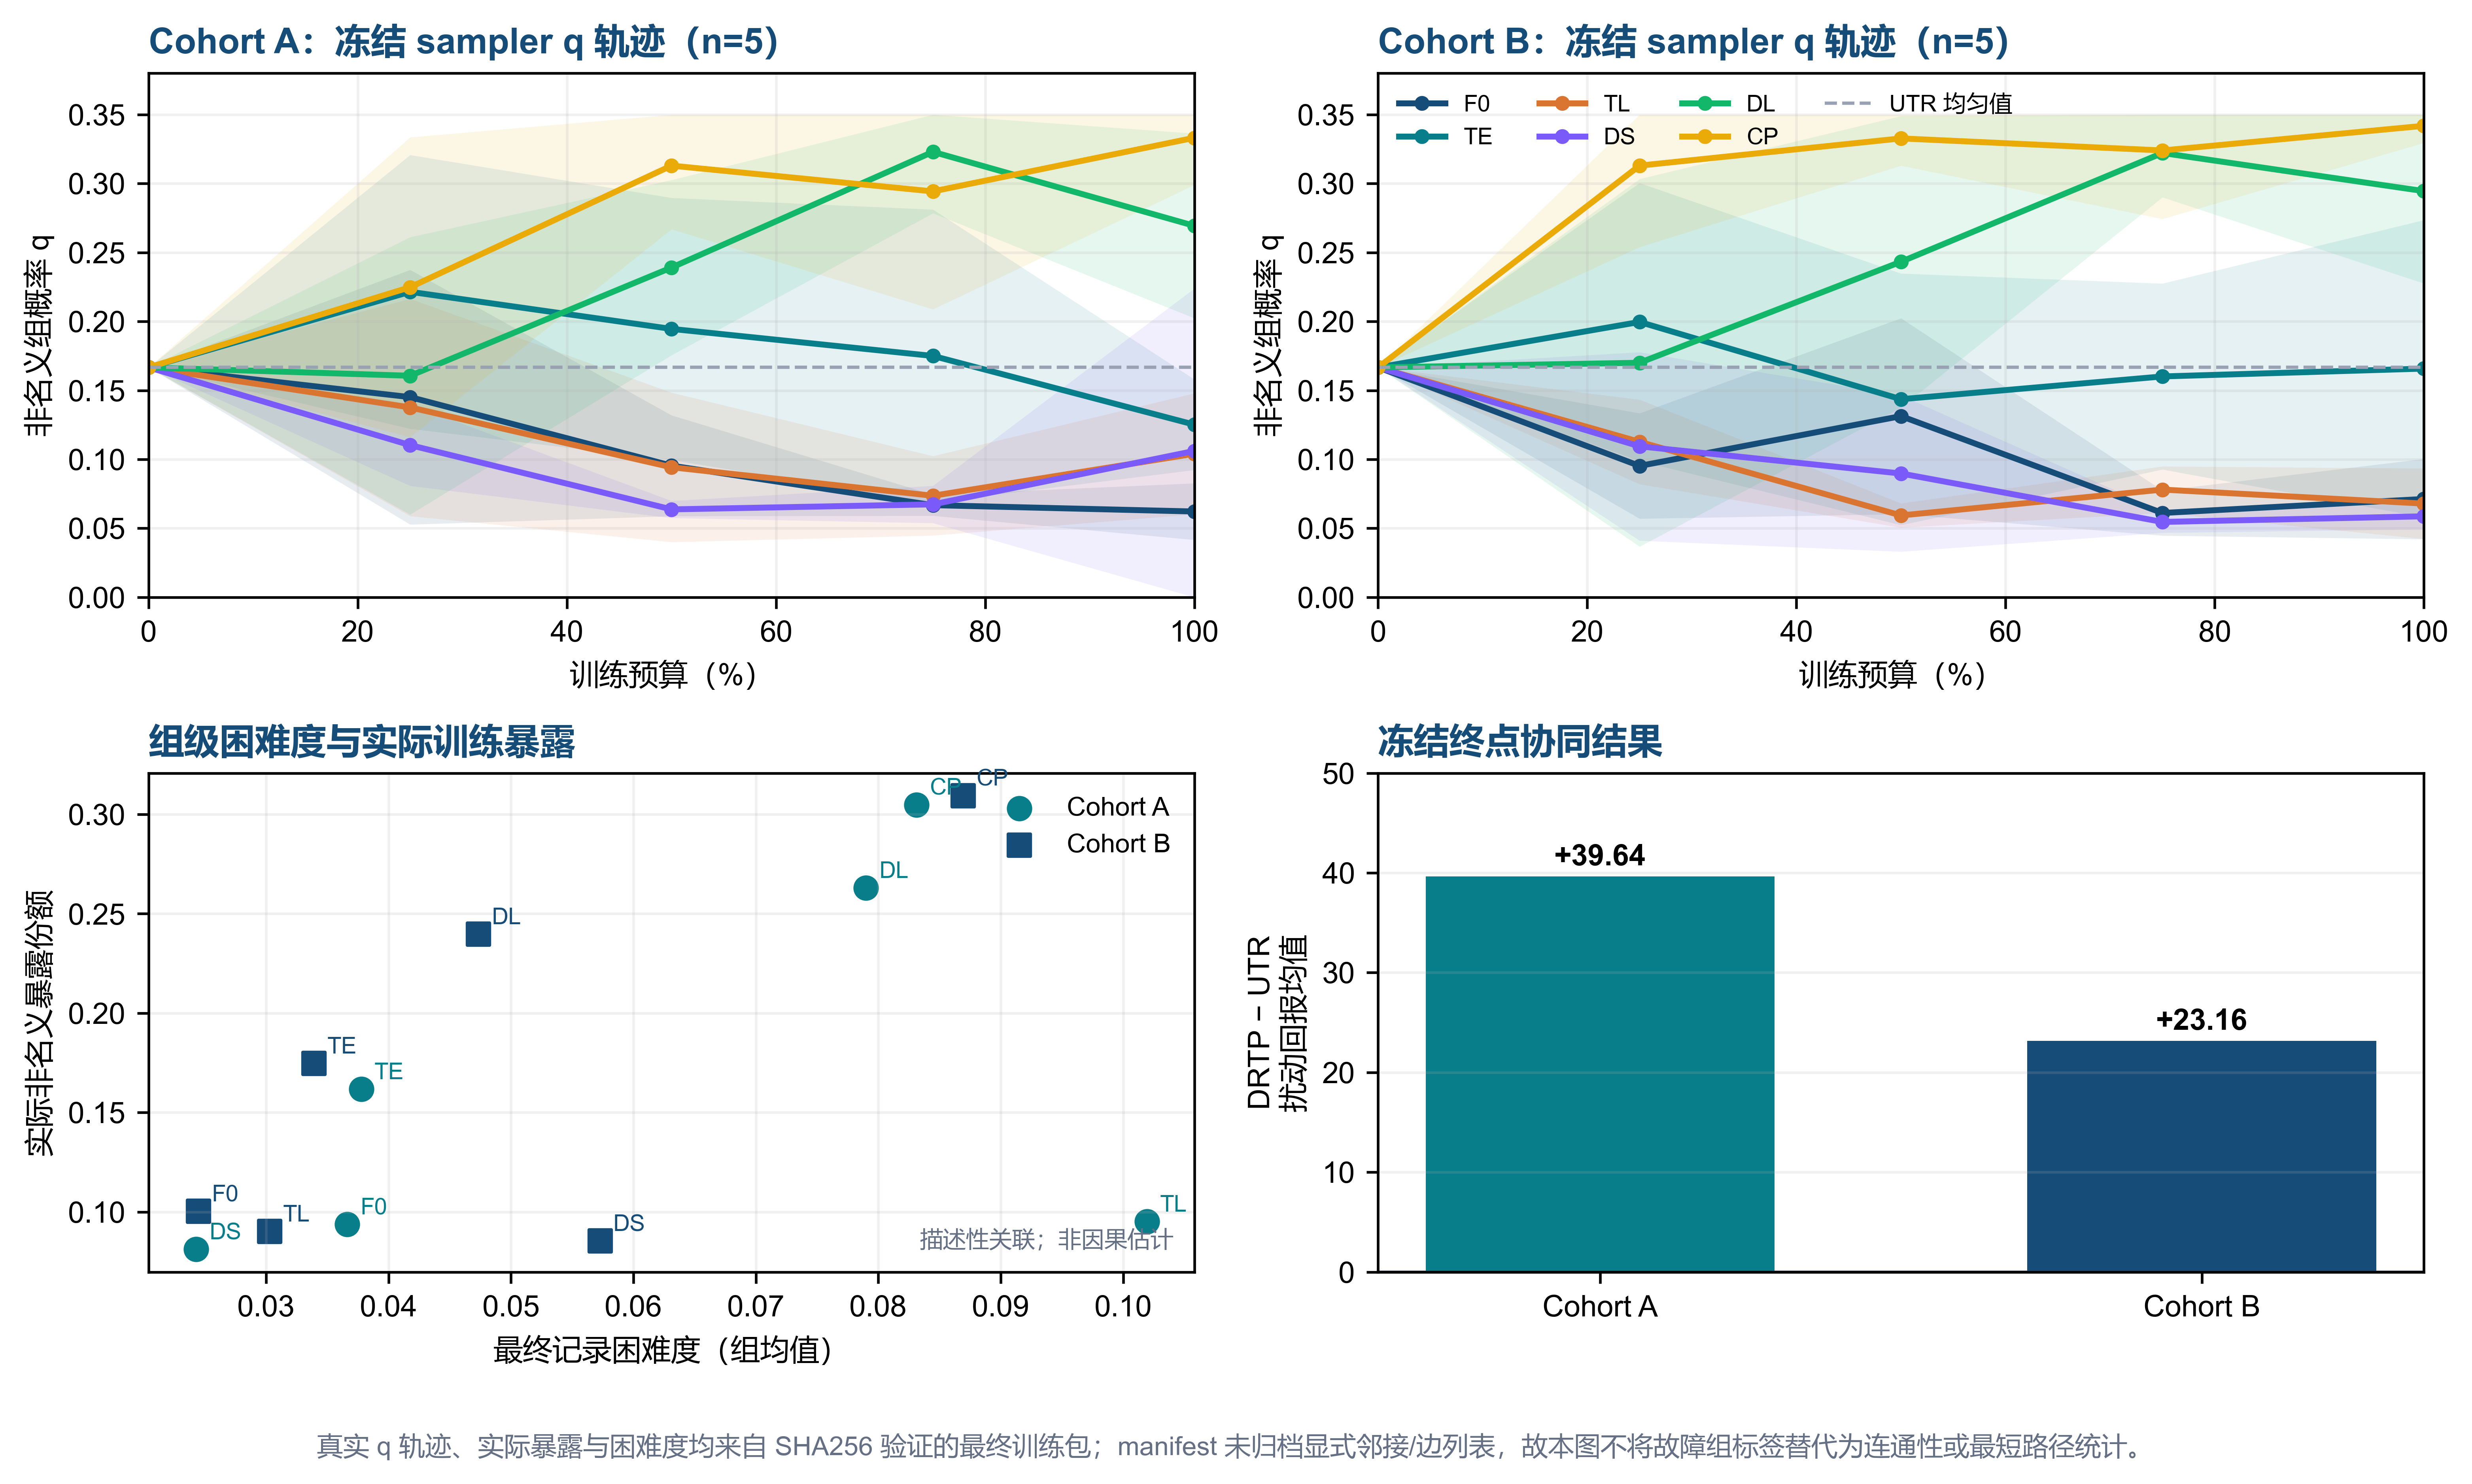 Cohort A：冻结 sampler q 轨迹（n=5）
0.35
0.30
0.25
0.20
0.15
0.10
0.05
0.00
非名义组概率 q
0 20 40 60 80 100
训练预算（%）
Cohort B：冻结 sampler q 轨迹（n=5）
F0 TL DL UTR 均匀值
TE DS CP
0.35
0.30
0.25
0.20
0.15
0.10
0.05
0.00
非名义组概率 q
0 20 40 60 80 100
训练预算（%）
组级困难度与实际训练暴露
CP CP
Cohort A
Cohort B
DL
DL
TE
TE
F0
DS
TL
F0
DS
TL
描述性关联；非因果估计
0.30
0.25
0.20
0.15
0.10
实际非名义暴露份额
0.03 0.04 0.05 0.06 0.07 0.08 0.09 0.10
最终记录困难度（组均值）
冻结终点协同结果
50
40
30
20
10
0
DRTP − UTR
扰动回报均值
+39.64
+23.16
Cohort A Cohort B
真实 q 轨迹、实际暴露与困难度均来自 SHA256 验证的最终训练包；manifest 未归档显式邻接/边列表，故本图不将故障组标签替代为连通性或最短路径统计。